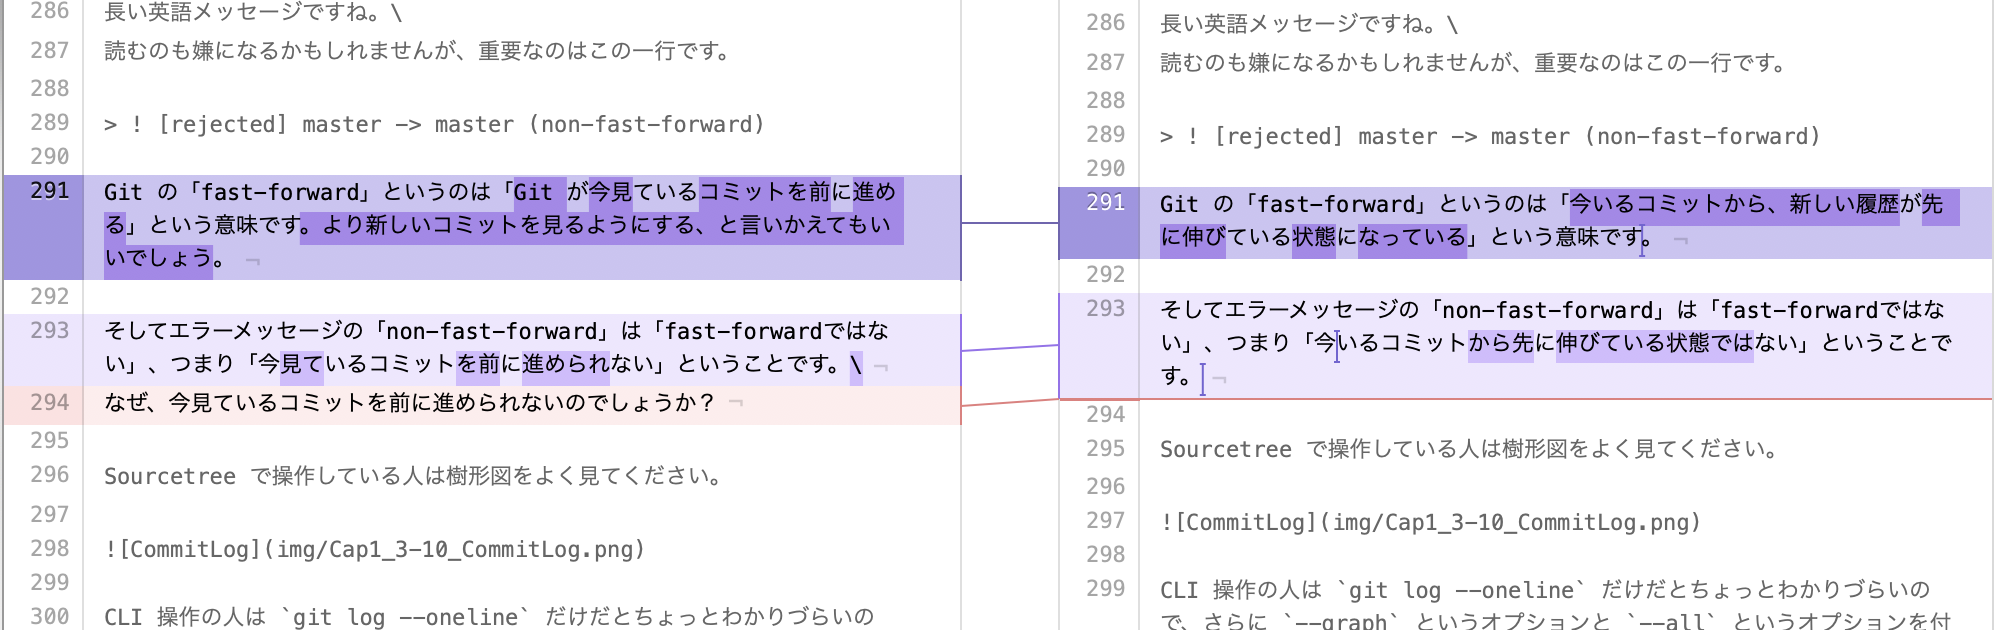 286 長い英語メッセージですね。\
287 読むのも嫌になるかもしれませんが、重要なのはこの一行です。
288
289 > ! [rejected] master -> master (non-fast-forward)
290
291 Git の「fast-forward」というのは「Git が今見ているコミットを前に進め
る」という意味です。より新しいコミットを見るようにする、と言いかえてもい
いでしょう。 ¬
292
293 そしてエラーメッセージの「non-fast-forward」は「fast-forwardではな
い」、つまり「今見ているコミットを前に進められない」ということです。\ ¬
294 なぜ、今見ているコミットを前に進められないのでしょうか？ ¬
295
296 Sourcetree で操作している人は樹形図をよく見てください。
297
298 ![CommitLog](img/Cap1_3-10_CommitLog.png)
299
300 CLI 操作の人は `git log --oneline` だけだとちょっとわかりづらいの
286 長い英語メッセージですね。\
287 読むのも嫌になるかもしれませんが、重要なのはこの一行です。
288
289 > ! [rejected] master -> master (non-fast-forward)
290
291 Git の「fast-forward」というのは「今いるコミットから、新しい履歴が先
に伸びている状態になっている」という意味です。 ¬
292
293 そしてエラーメッセージの「non-fast-forward」は「fast-forwardではな
い」、つまり「今いるコミットから先に伸びている状態ではない」ということで
す。 ¬
294
295 Sourcetree で操作している人は樹形図をよく見てください。
296
297 ![CommitLog](img/Cap1_3-10_CommitLog.png)
298
299 CLI 操作の人は `git log --oneline` だけだとちょっとわかりづらいの
で、さらに `--graph` というオプションと `--all` というオプションを付